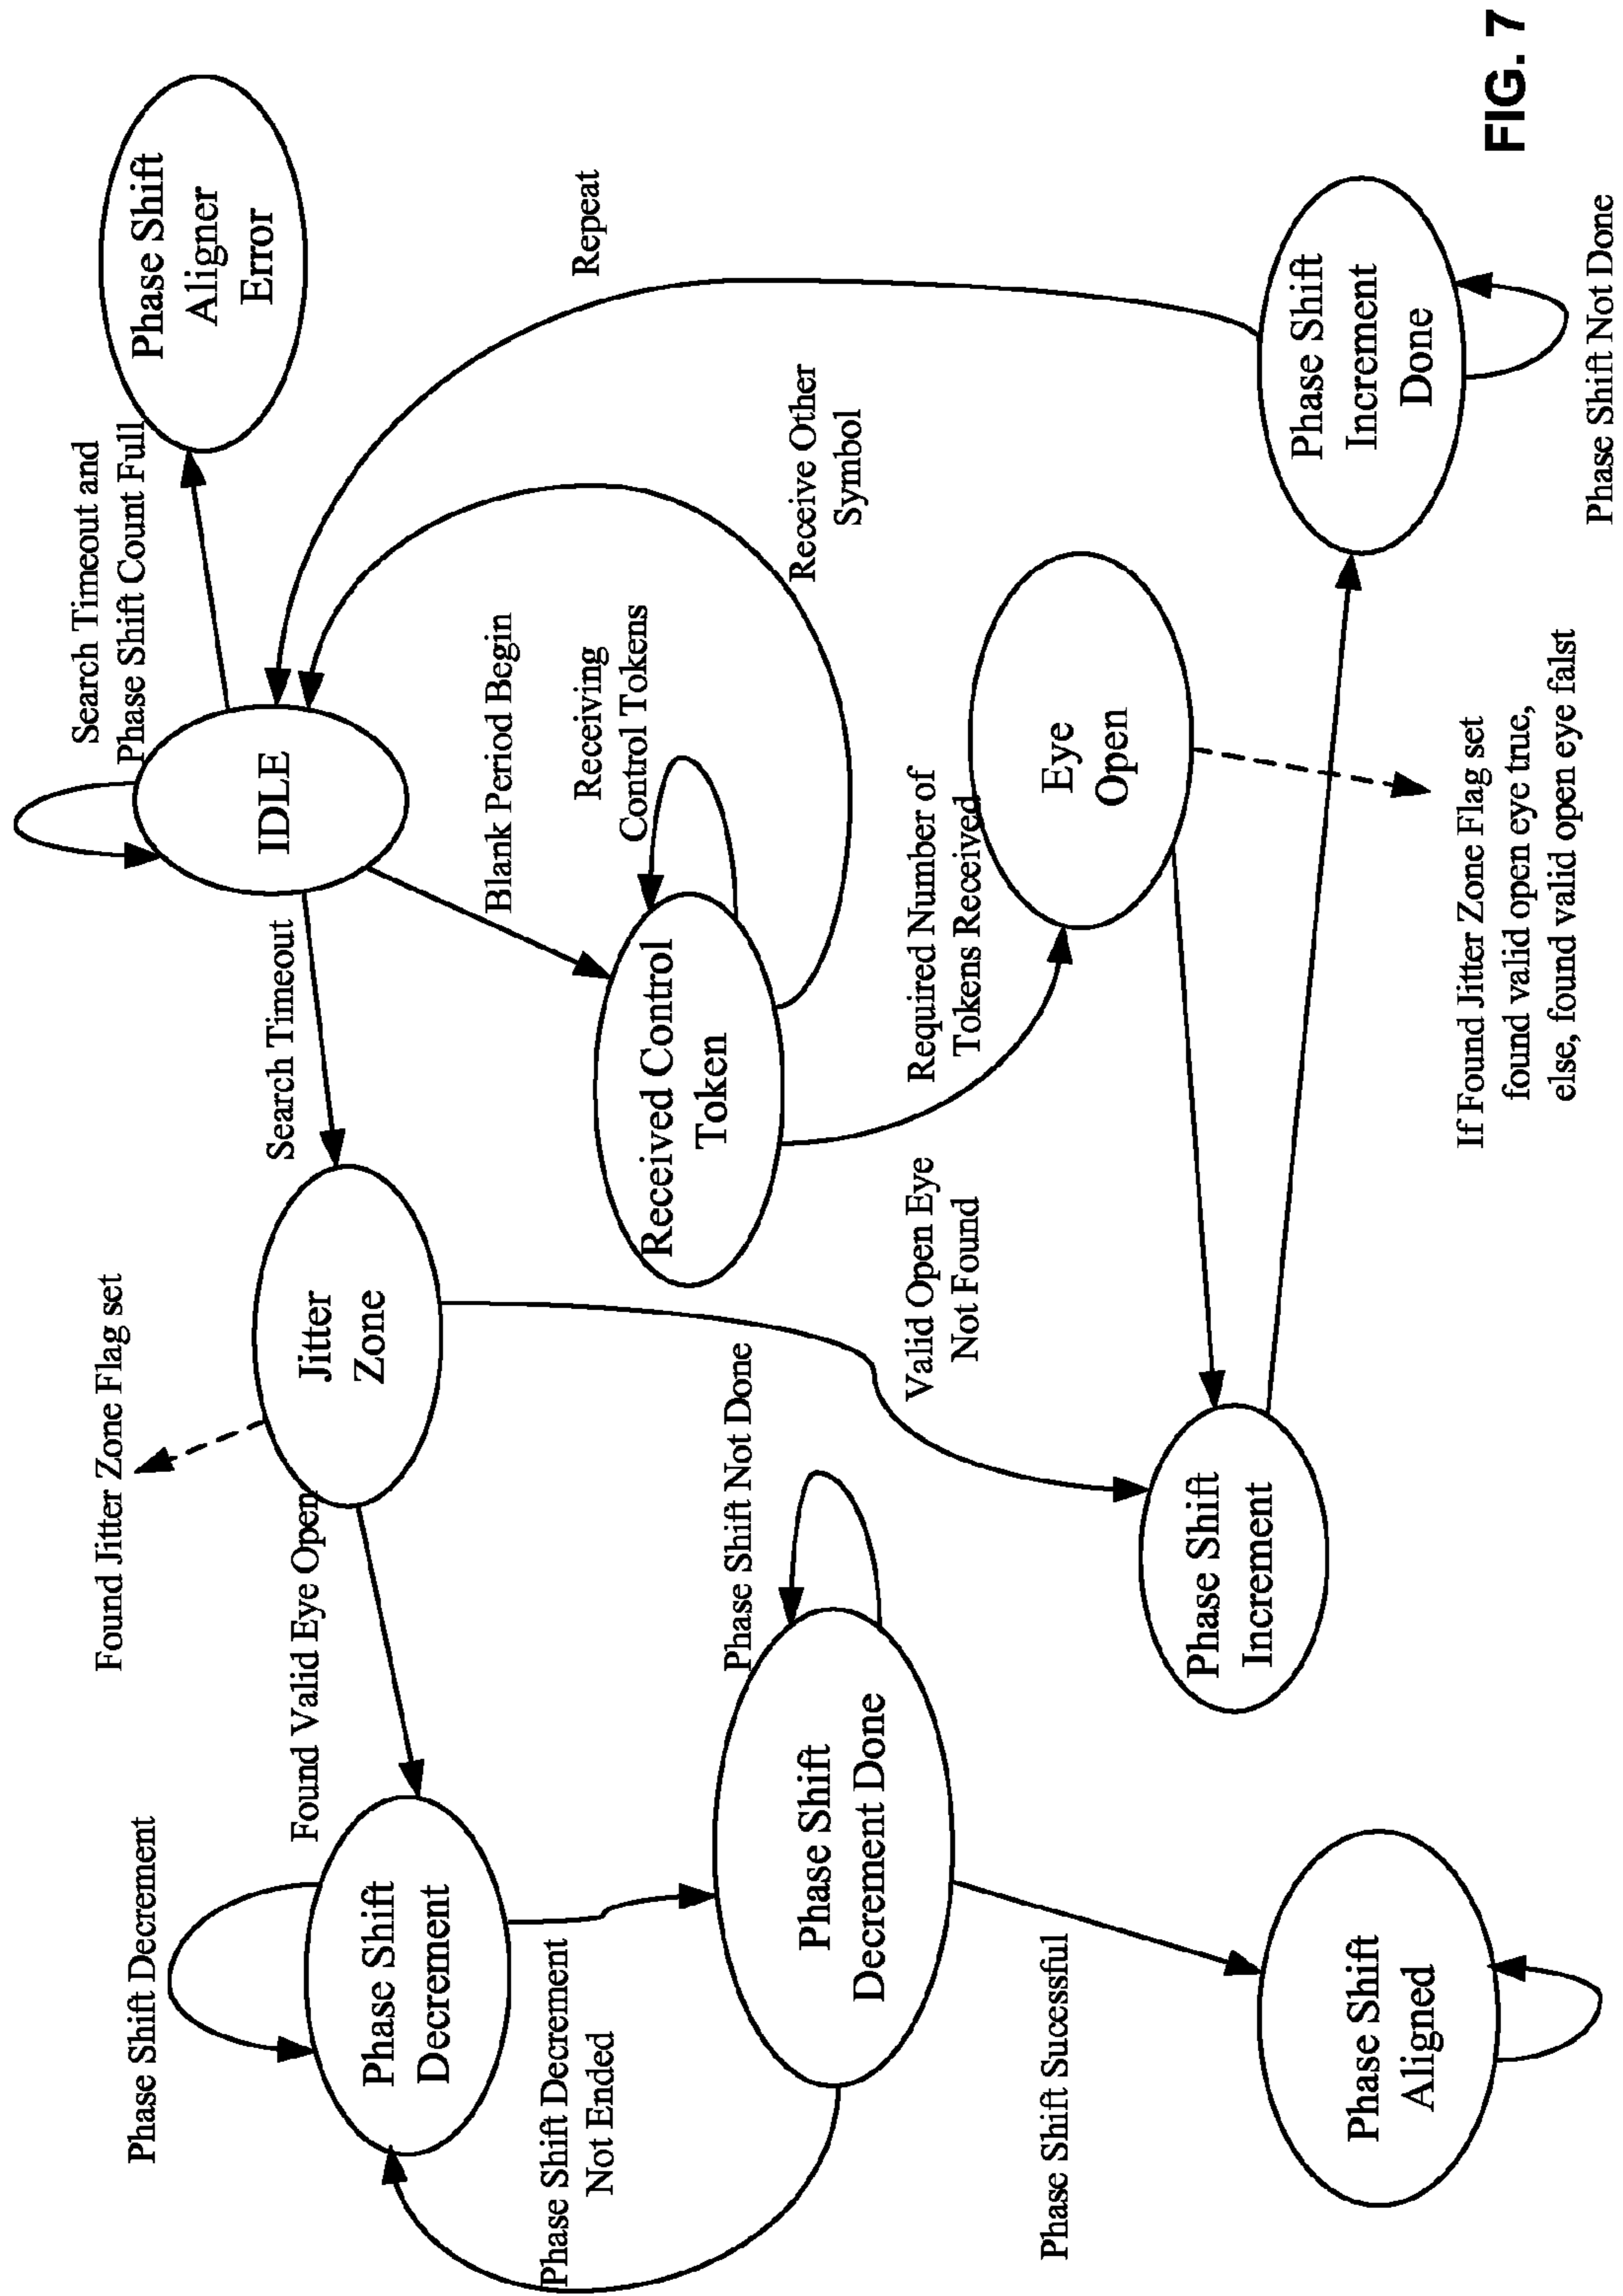 Phase Shift Decrement
Found Jitter Zone Flag set
Search Timeout and
Phase Shift Count Full
Phase Shift
Aligner
Error
Phase Shift
Decrement
Found Valid Eye Open
Jitter
Zone
Search Timeout
IDLE
Repeat
Blank Period Begin
Phase Shift Decrement
Not Ended
Receiving
Control Tokens
Received Control
Token
Phase Shift Not Done
Receive Other
Symbol
Phase Shift
Decrement Done
Valid Open Eye
Not Found
Required Number of
Tokens Received
Eye
Open
Phase Shift Sucessful
Phase Shift
Increment
Phase Shift
Increment
Done
Phase Shift
Aligned
If Found Jitter Zone Flag set
found valid open eye true,
else, found valid open eye falst
Phase Shift Not Done
FIG. 7